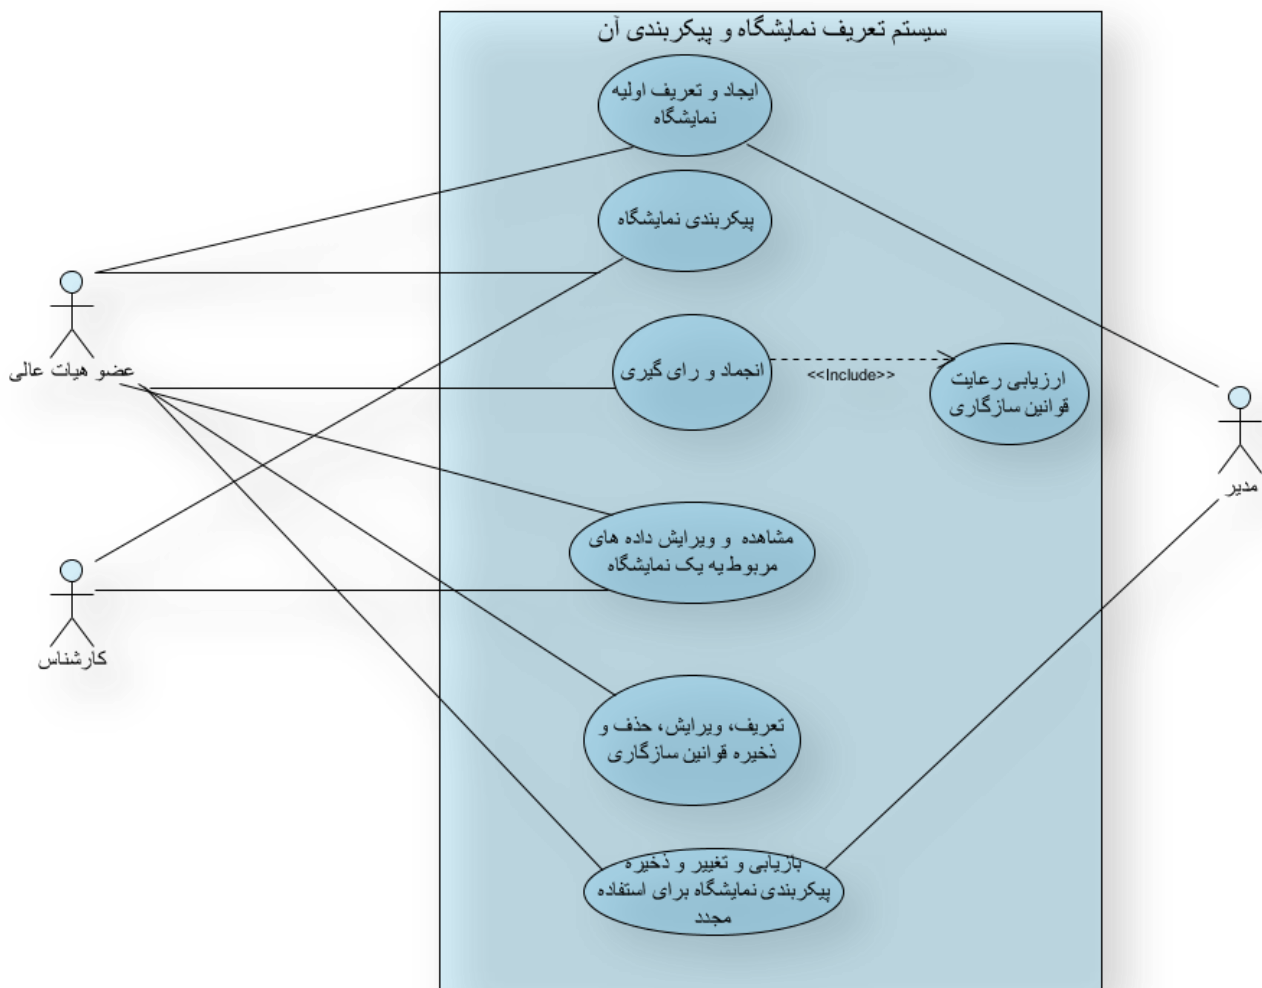 سیستم تعریف نمایشگاه و پیکربندی آن
ایجاد و تعریف اولیه
نمایشگاه
پیکربندی نمایشگاه
انجماد و رای گیری
<<Include>>
ارزیابی رعایت
قوانین سازگاری
عضو هیات عالی
مدیر
مشاهده و ویرایش داده های
مربوط یه یک نمایشگاه
کارشناس
تعریف، ویرایش، حذف و
ذخیره قوانین سازگاری
بازیابی و تغییر و ذخیره
پیکربندی نمایشگاه برای استفاده
مجدد